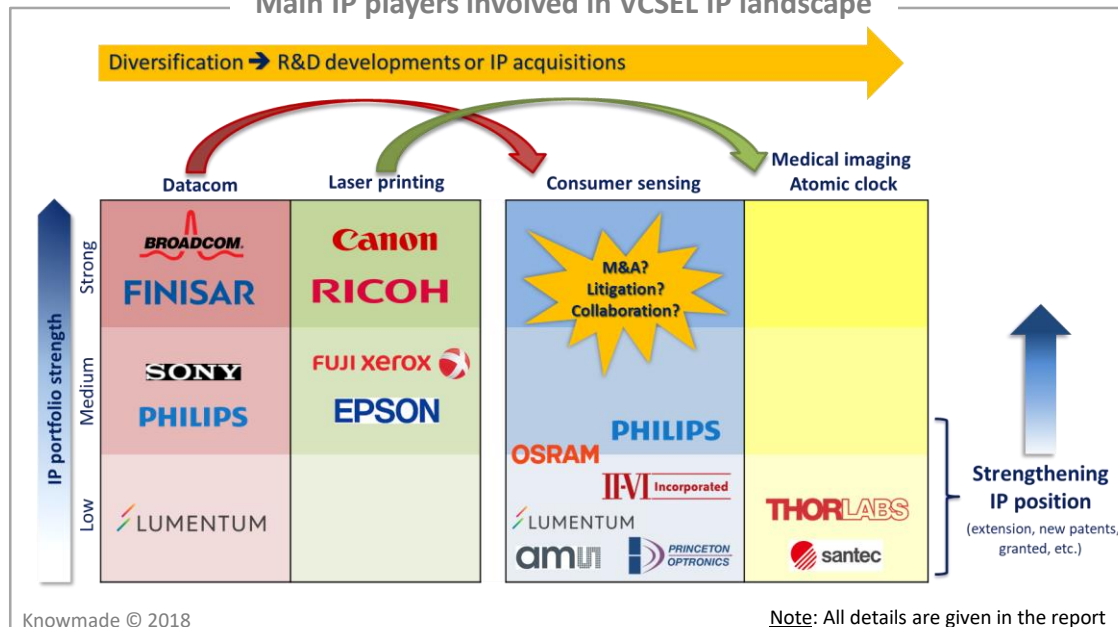 Main IP players involved in VCSEL IP landscape
Diversification ➔ R&D developments or IP acquisitions
Datacom
Laser printing
Consumer sensing
Medical imaging
Atomic clock
IP portfolio strength
Strong
Medium
Low
BROADCOM.
FINISAR
Canon
RICOH
M&A?
Litigation?
Collaboration?
SONY
PHILIPS
FUJI XEROX
EPSON
PHILIPS
OSRAM
II-VI Incorporated
LUMENTUM
LUMENTUM
amu
PRINCETON
OPTRONICS
THORLABS
santec
Strengthening
IP position
(extension, new patents,
granted, etc.)
Knowmade © 2018
Note: All details are given in the report